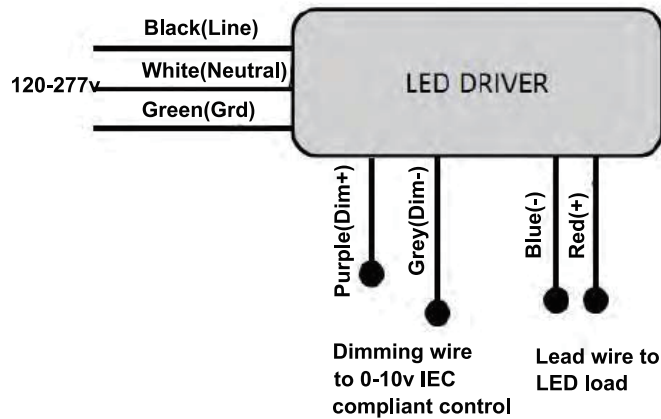 Black(Line)
White(Neutral)
120-277v
Green(Grd)
LED DRIVER
Purple(Dim+)
Grey(Dim-)
Blue(-)
Red(+)
Dimming wire
to 0-10v IEC
compliant control
Lead wire to
LED load